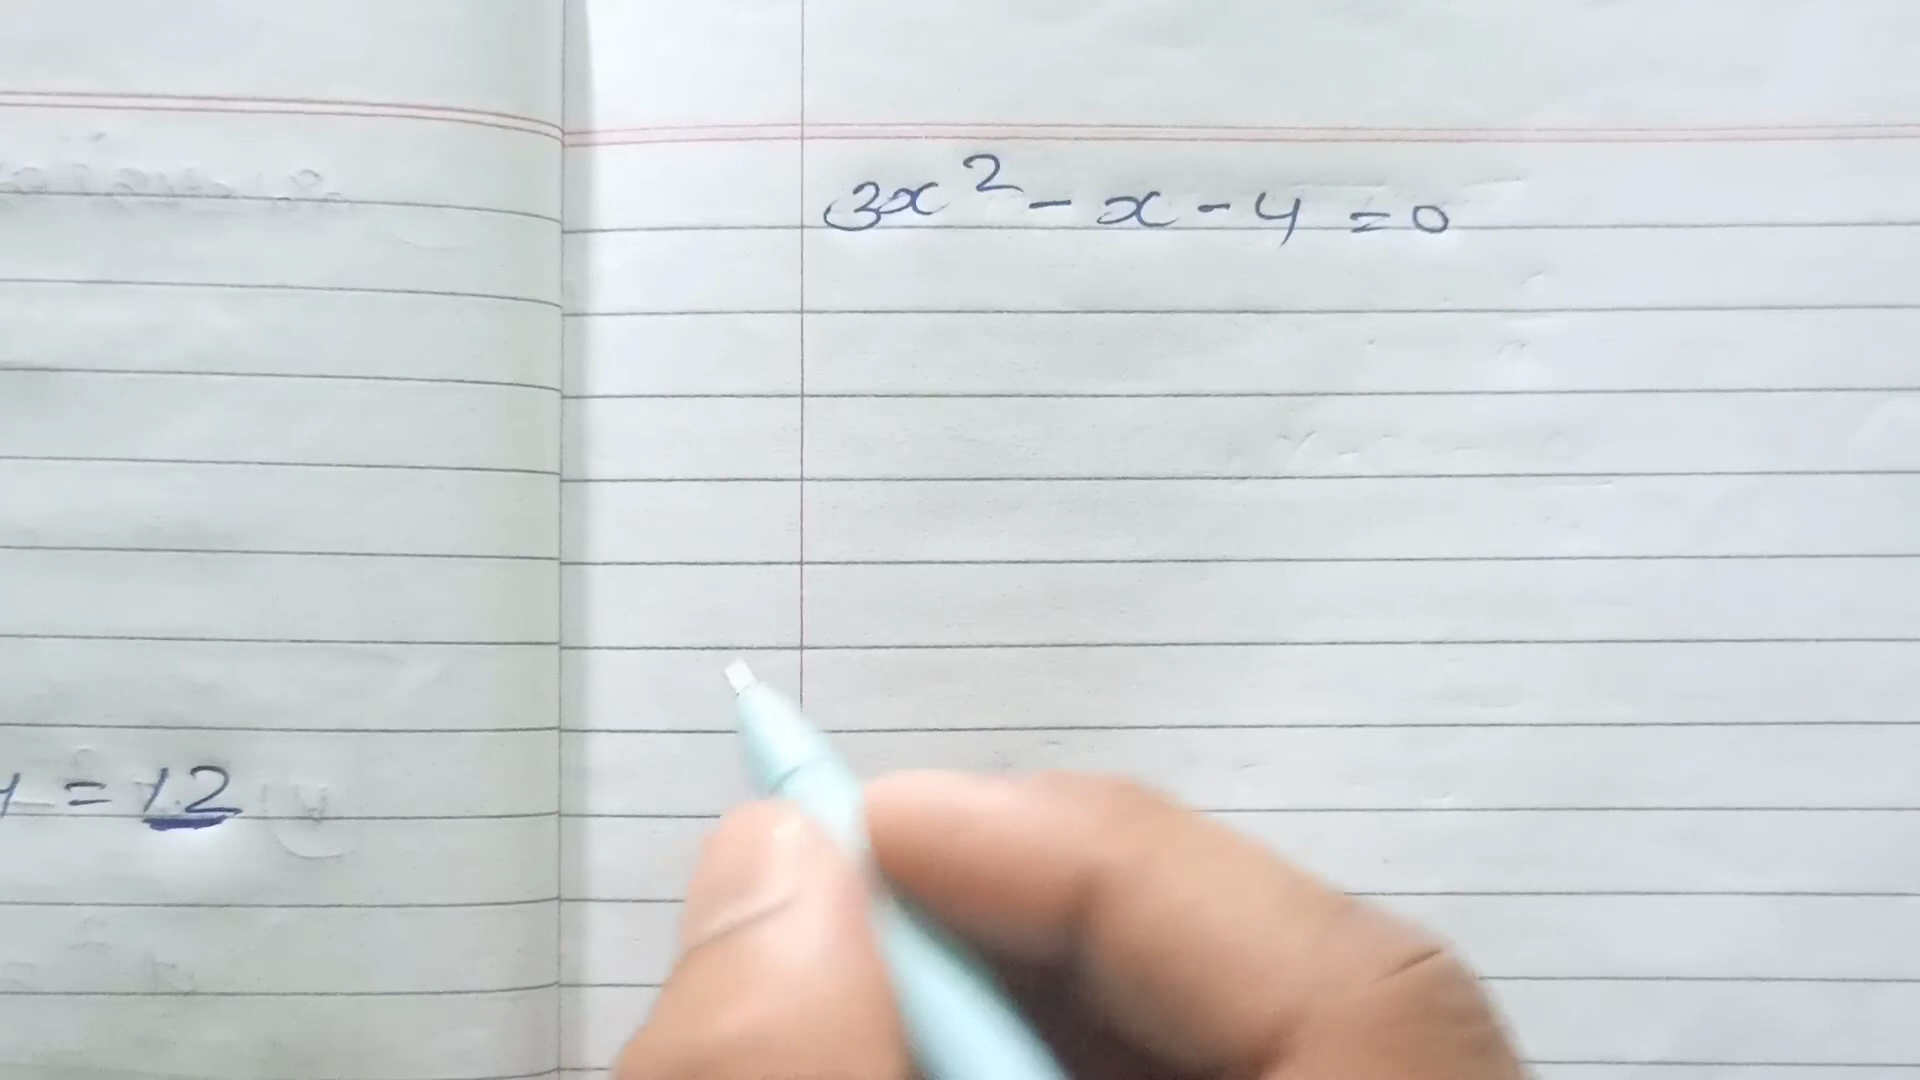 3x² - x - 4 = 0
= 12